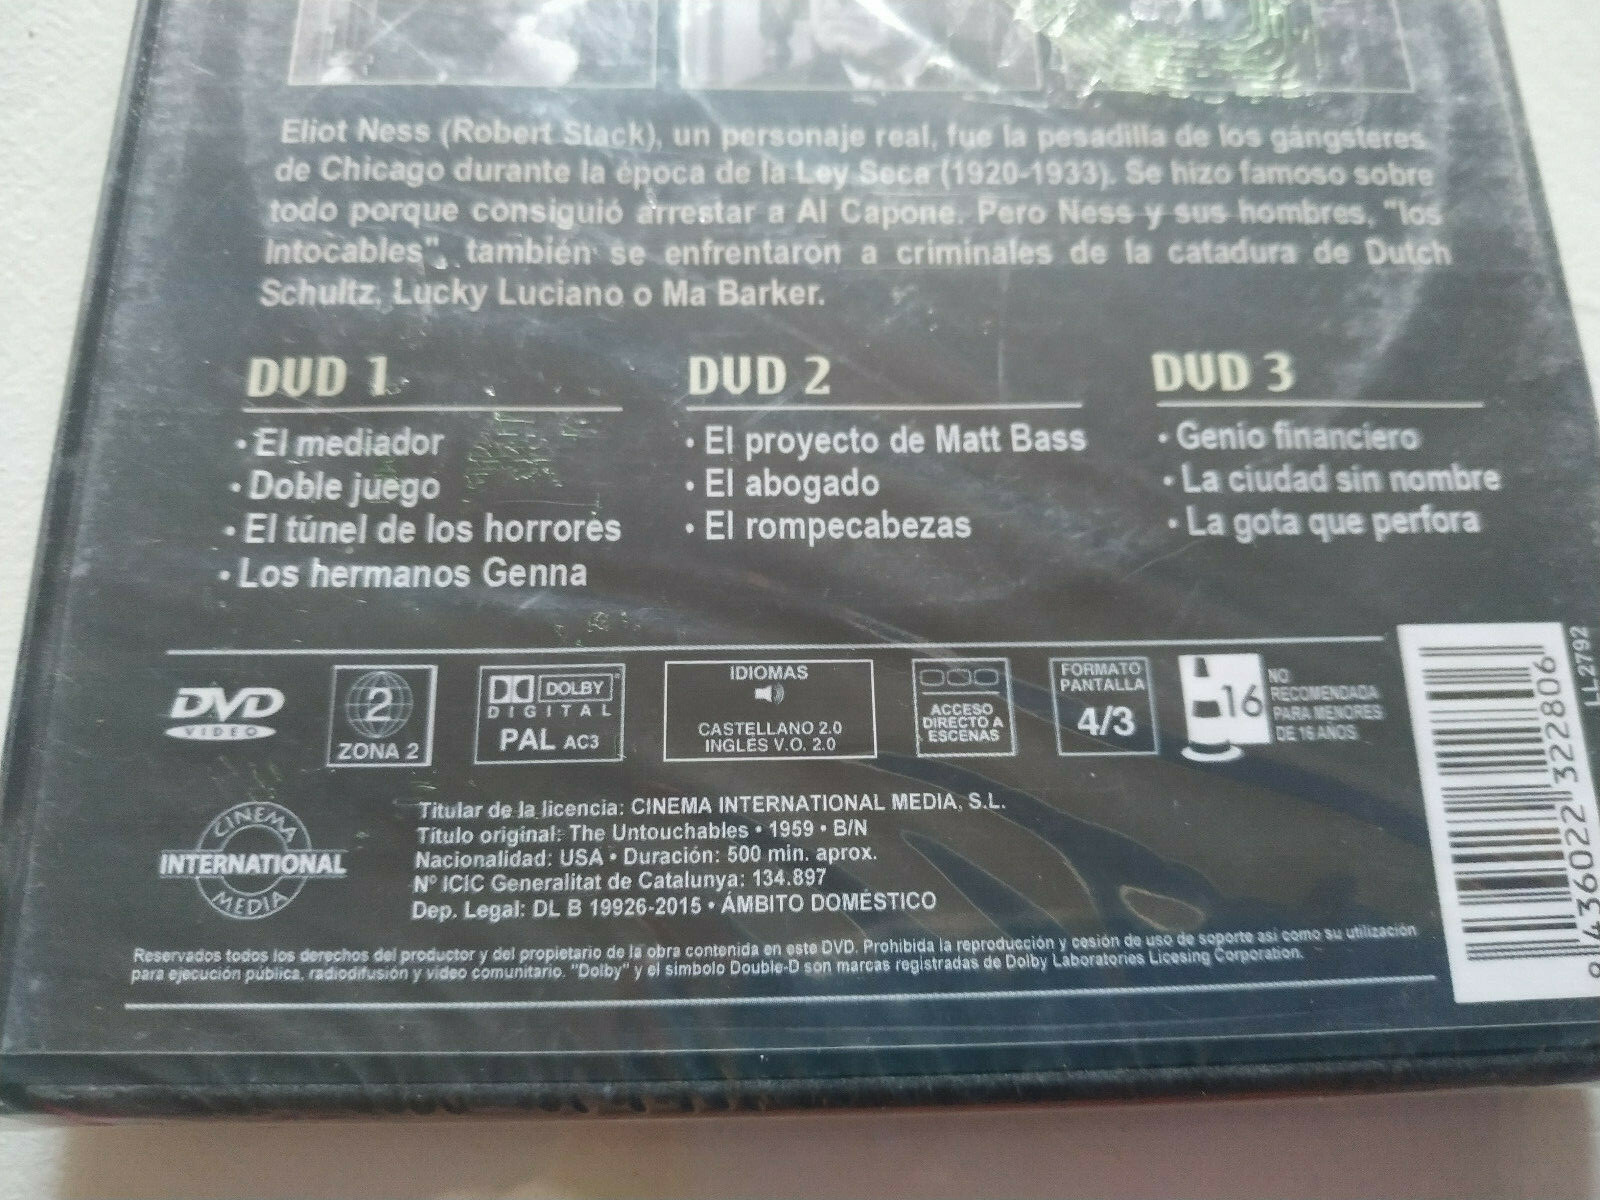 Eliot Ness (Robert Stack), un personaje real, fue la pesadilla de los gángsteres
de Chicago durante la época de la Ley Seca (1920-1933). Se hizo famoso sobre
todo porque consiguió arrestar a Al Capone. Pero Ness y sus hombres, "los
Intocables", también se enfrentaron a criminales de la catadura de Dutch
Schultz, Lucky Luciano o Ma Barker.
DVD 1
• El mediador
• Doble juego
• El túnel de los horrores
• Los hermanos Genna
DVD 2
• El proyecto de Matt Bass
• El abogado
• El rompecabezas
DVD 3
• Genio financiero
• La ciudad sin nombre
• La gota que perfora
DVD
VIDEO
2
ZONA 2
DOLBY
DIGITAL
PAL AC3
IDIOMAS
CASTELLANO 2.0
INGLES V.O. 2.0
ACCESO
DIRECTO A
ESCENAS
FORMATO
PANTALLA
4/3
16
NO
RECOMENDADA
PARA MENORES
DE 16 AÑOS
LL-2792
8 436022 322806
CINEMA
INTERNATIONAL
MEDIA
Titular de la licencia: CINEMA INTERNATIONAL MEDIA, S.L.
Título original: The Untouchables • 1959 • B/N
Nacionalidad: USA • Duración: 500 min. aprox.
Nº ICIC Generalitat de Catalunya: 134.897
Dep. Legal: DL B 19926-2015 • ÁMBITO DOMÉSTICO
Reservados todos los derechos del productor y del propietario de la obra contenida en este DVD. Prohibida la reproducción y cesión de uso de soporte así como su utilización
para ejecución pública, radiodifusión y video comunitario. "Dolby" y el símbolo Double-D son marcas registradas de Dolby Laboratories Licesing Corporation.